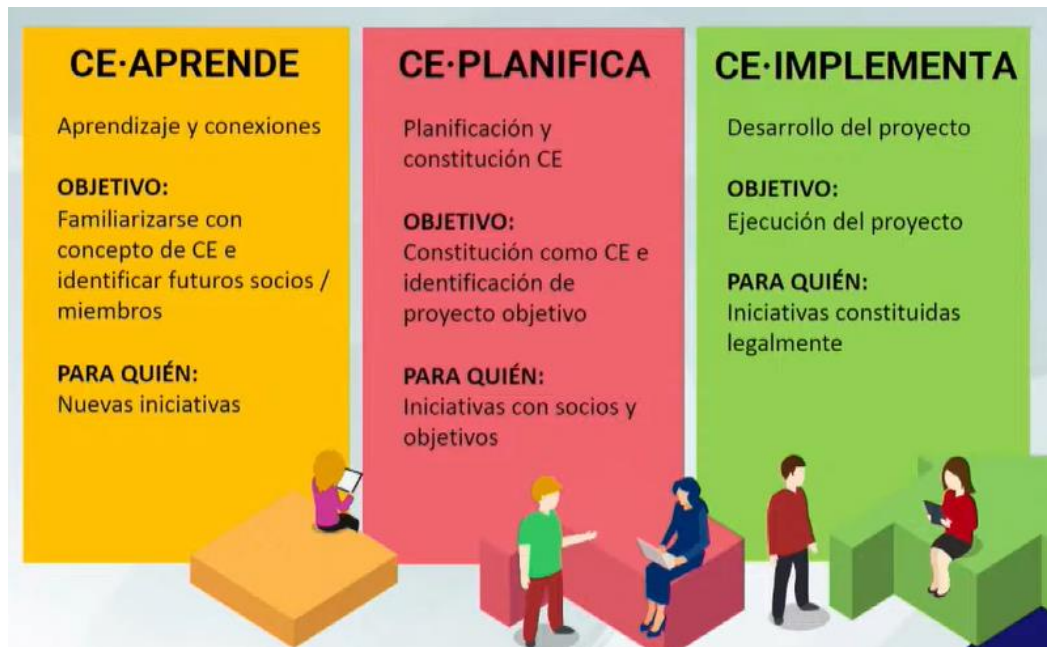 CE·APRENDE
Aprendizaje y conexiones
OBJETIVO:
Familiarizarse con
concepto de CE e
identificar futuros socios /
miembros
PARA QUIÉN:
Nuevas iniciativas
CE·PLANIFICA
Planificación y
constitución CE
OBJETIVO:
Constitución como CE e
identificación de
proyecto objetivo
PARA QUIÉN:
Iniciativas con socios y
objetivos
CE·IMPLEMENTA
Desarrollo del proyecto
OBJETIVO:
Ejecución del proyecto
PARA QUIÉN:
Iniciativas constituidas
legalmente